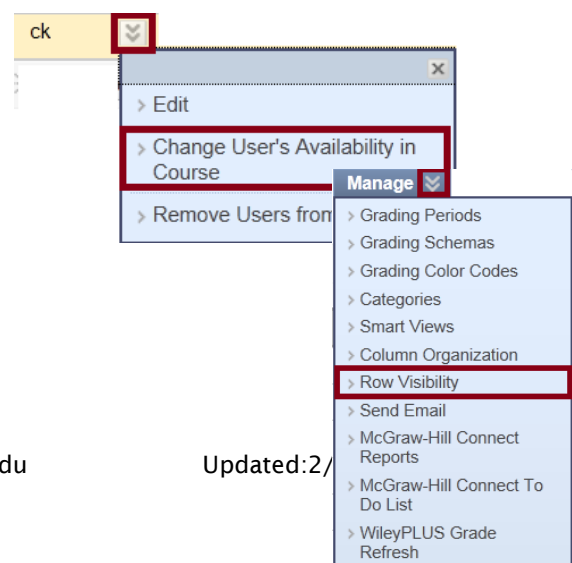 ck
> Edit
> Change User's Availability in
Course
> Remove Users from
Manage
> Grading Periods
> Grading Schemas
> Grading Color Codes
> Categories
> Smart Views
> Column Organization
> Row Visibility
> Send Email
> McGraw-Hill Connect
Reports
> McGraw-Hill Connect To
Do List
> WileyPLUS Grade
Refresh
du
Updated:2/